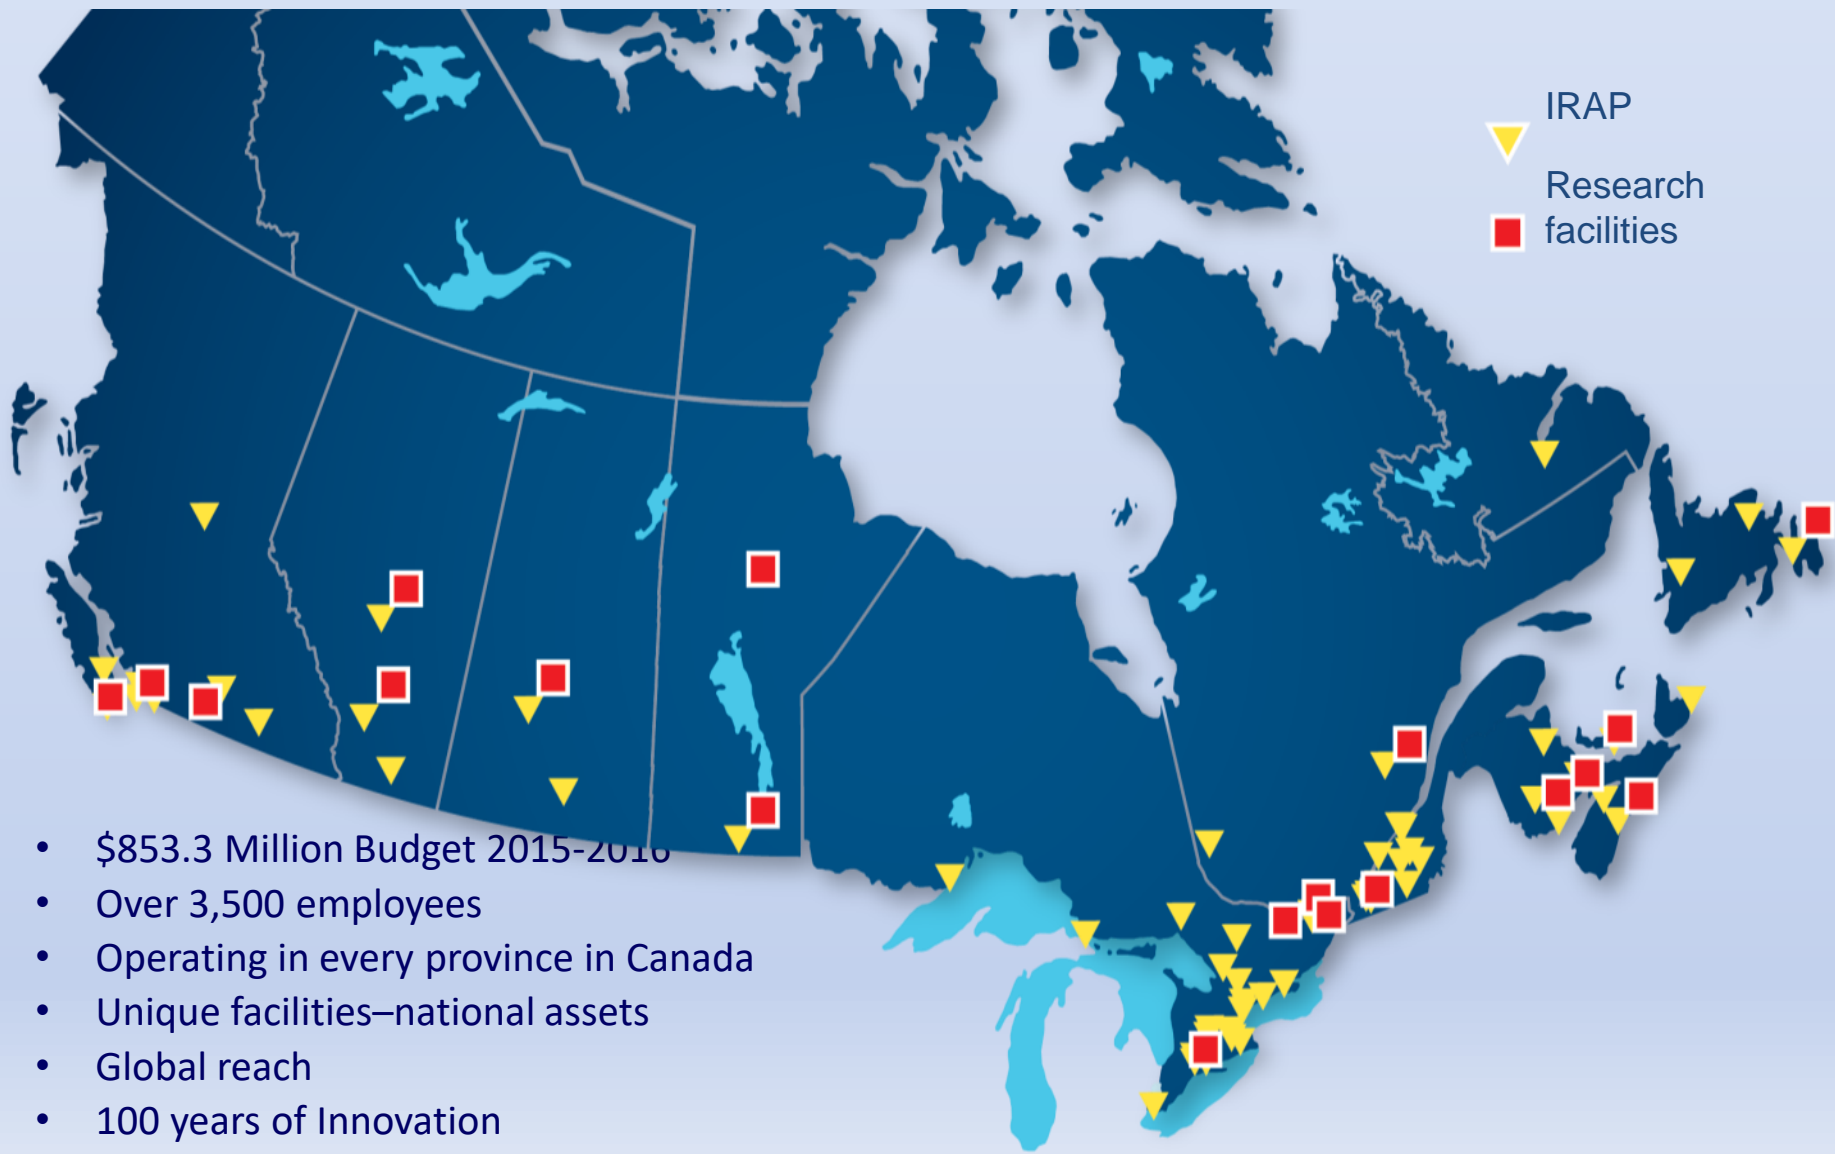 IRAP
Research
facilities
• $853.3 Million Budget 2015-2016
• Over 3,500 employees
• Operating in every province in Canada
• Unique facilities–national assets
• Global reach
• 100 years of Innovation